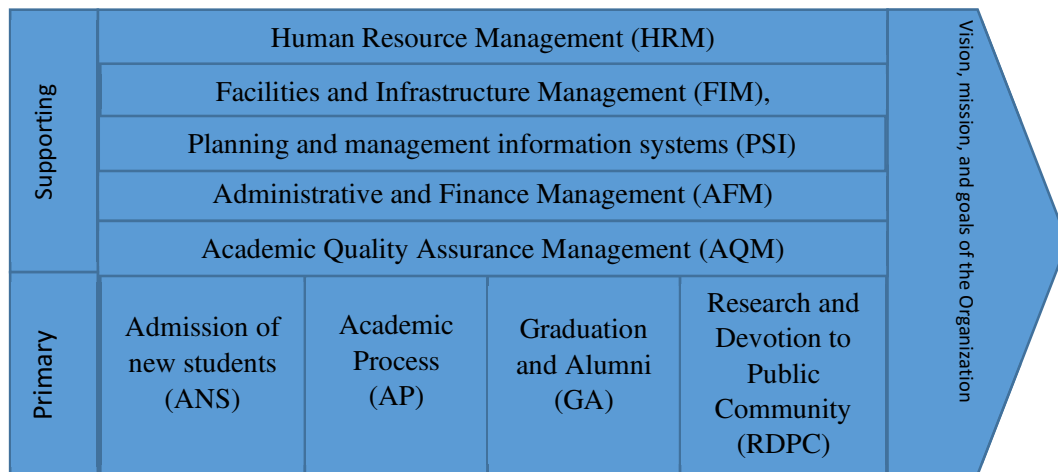 Supporting
Human Resource Management (HRM)
Facilities and Infrastructure Management (FIM),
Planning and management information systems (PSI)
Administrative and Finance Management (AFM)
Academic Quality Assurance Management (AQM)
Primary
Admission of
new students
(ANS)
Academic
Process
(AP)
Graduation
and Alumni
(GA)
Research and
Devotion to
Public
Community
(RDPC)
Vision, mission, and goals of the Organization